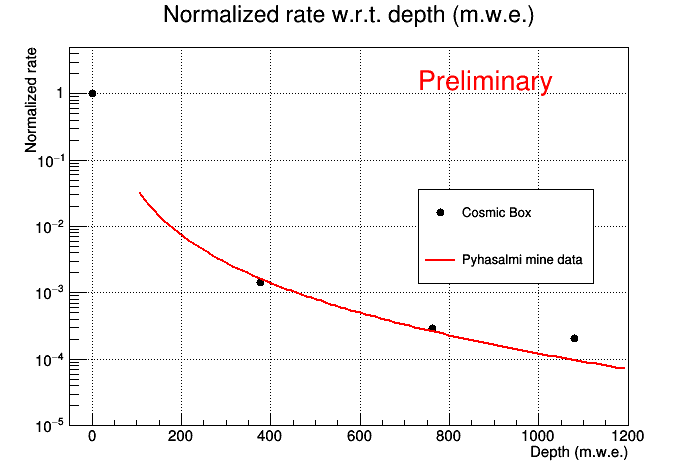 Normalized rate w.r.t. depth (m.w.e.)
Normalized rate
Preliminary
1
10⁻¹
10⁻²
10⁻³
10⁻⁴
10⁻⁵
Cosmic Box
Pyhasalmi mine data
0 200 400 600 800 1000 1200
Depth (m.w.e.)